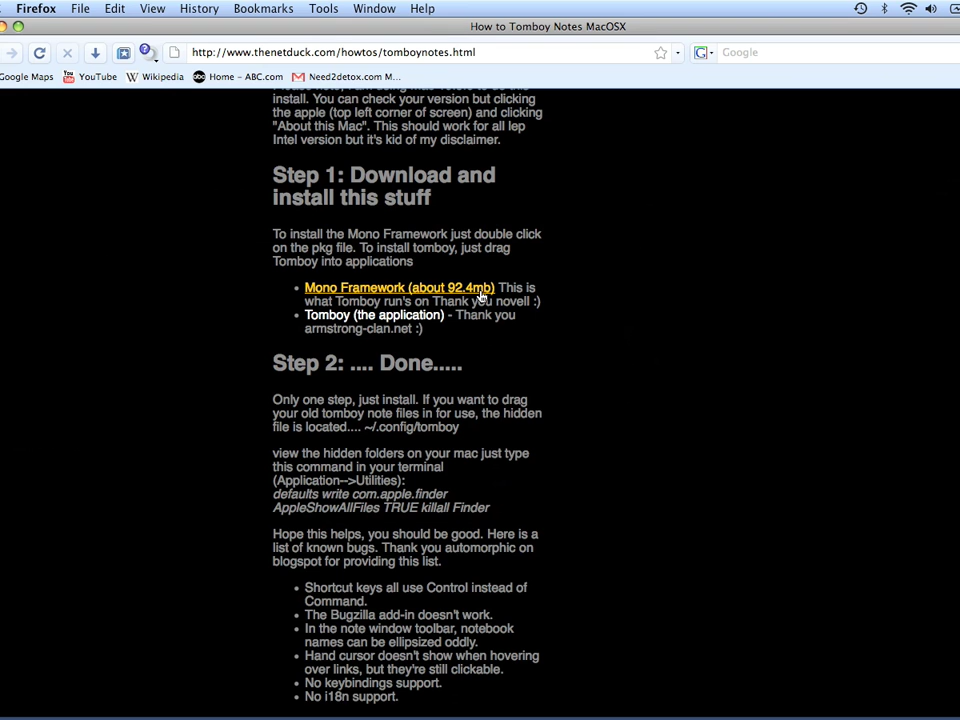 Firefox File Edit View History Bookmarks Tools Window Help
How to Tomboy Notes MacOSX
http://www.thenetduck.com/howtos/tomboynotes.html
Google
Google Maps YouTube Wikipedia Home - ABC.com Need2detox.com M...
install. You can check your version but clicking
the apple (top left corner of screen) and clicking
"About this Mac". This should work for all lep
Intel version but it's kid of my disclaimer.
Step 1: Download and
install this stuff
To install the Mono Framework just double click
on the pkg file. To install tomboy, just drag
Tomboy into applications
Mono Framework (about 92.4mb) This is
what Tomboy run's on Thank you novell :)
Tomboy (the application) - Thank you
armstrong-clan.net :)
Step 2: .... Done.....
Only one step, just install. If you want to drag
your old tomboy note files in for use, the hidden
file is located.... ~/.config/tomboy
view the hidden folders on your mac just type
this command in your terminal
(Application-->Utilities):
defaults write com.apple.finder
AppleShowAllFiles TRUE killall Finder
Hope this helps, you should be good. Here is a
list of known bugs. Thank you automorphic on
blogspot for providing this list.
Shortcut keys all use Control instead of
Command.
The Bugzilla add-in doesn't work.
In the note window toolbar, notebook
names can be ellipsized oddly.
Hand cursor doesn't show when hovering
over links, but they're still clickable.
No keybindings support.
No i18n support.